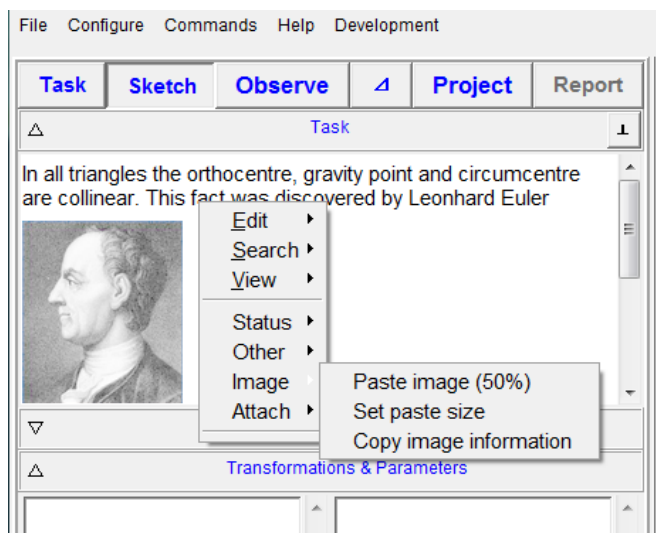 File Configure Commands Help Development
Task Sketch Observe Project Report
Task
In all triangles the orthocentre, gravity point and circumcentre
are collinear. This fact was discovered by Leonhard Euler
Edit
Search
View
Status
Other
Image
Attach
Paste image (50%)
Set paste size
Copy image information
Transformations & Parameters